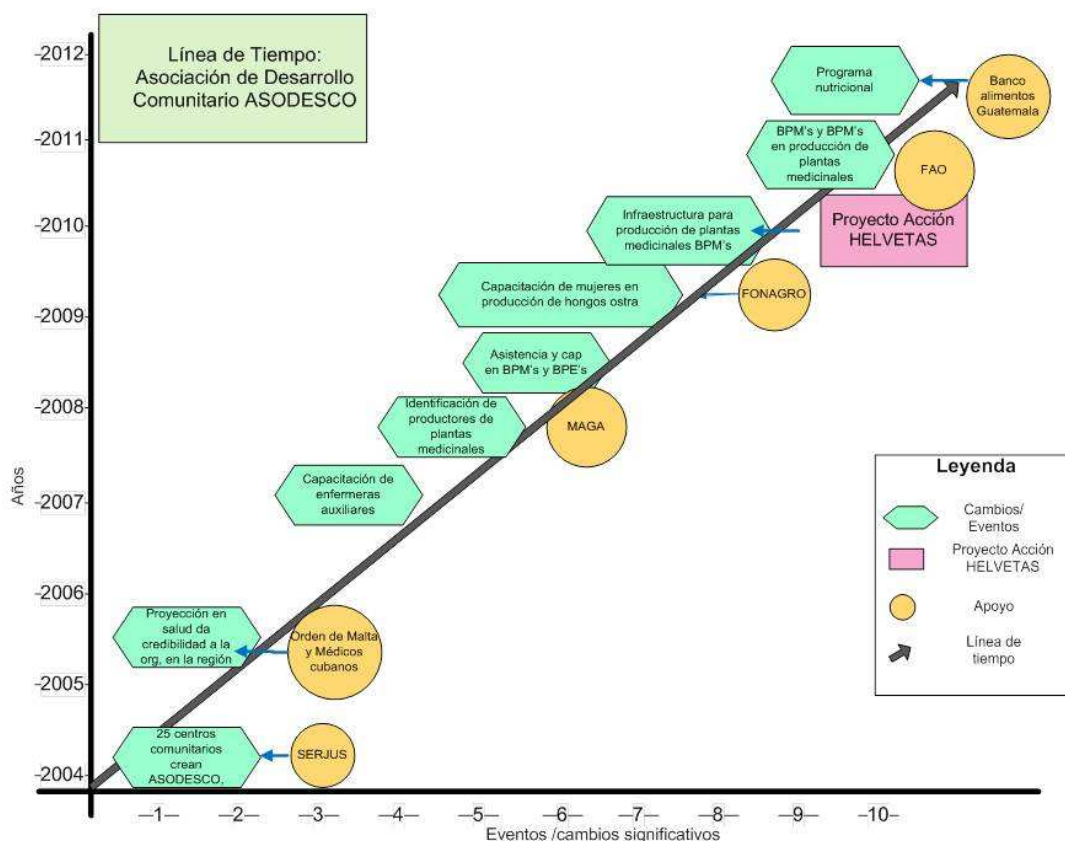 Línea de Tiempo:
Asociación de Desarrollo
Comunitario ASODESCO
–2012–
–2011–
–2010–
–2009–
–2008–
–2007–
–2006–
–2005–
–2004–
Años
Programa
nutricional
Banco
alimentos
Guatemala
BPM's y BPM's
en producción de
plantas
medicinales
FAO
Infraestructura para
producción de plantas
medicinales BPM's
Proyecto Acción
HELVETAS
Capacitación de mujeres en
producción de hongos ostra
FONAGRO
Asistencia y cap
en BPM's y BPE's
Identificación de
productores de
plantas
medicinales
MAGA
Capacitación de
enfermeras
auxiliares
Proyección en
salud da
credibilidad a la
org, en la región
Orden de Malta
y Médicos
cubanos
25 centros
comunitarios
crean
ASODESCO.
SERJUS
Leyenda
Cambios/
Eventos
Proyecto Acción
HELVETAS
Apoyo
Línea de
tiempo
—1— —2— —3— —4— —5— —6— —7— —8— —9— —10—
Eventos /cambios significativos